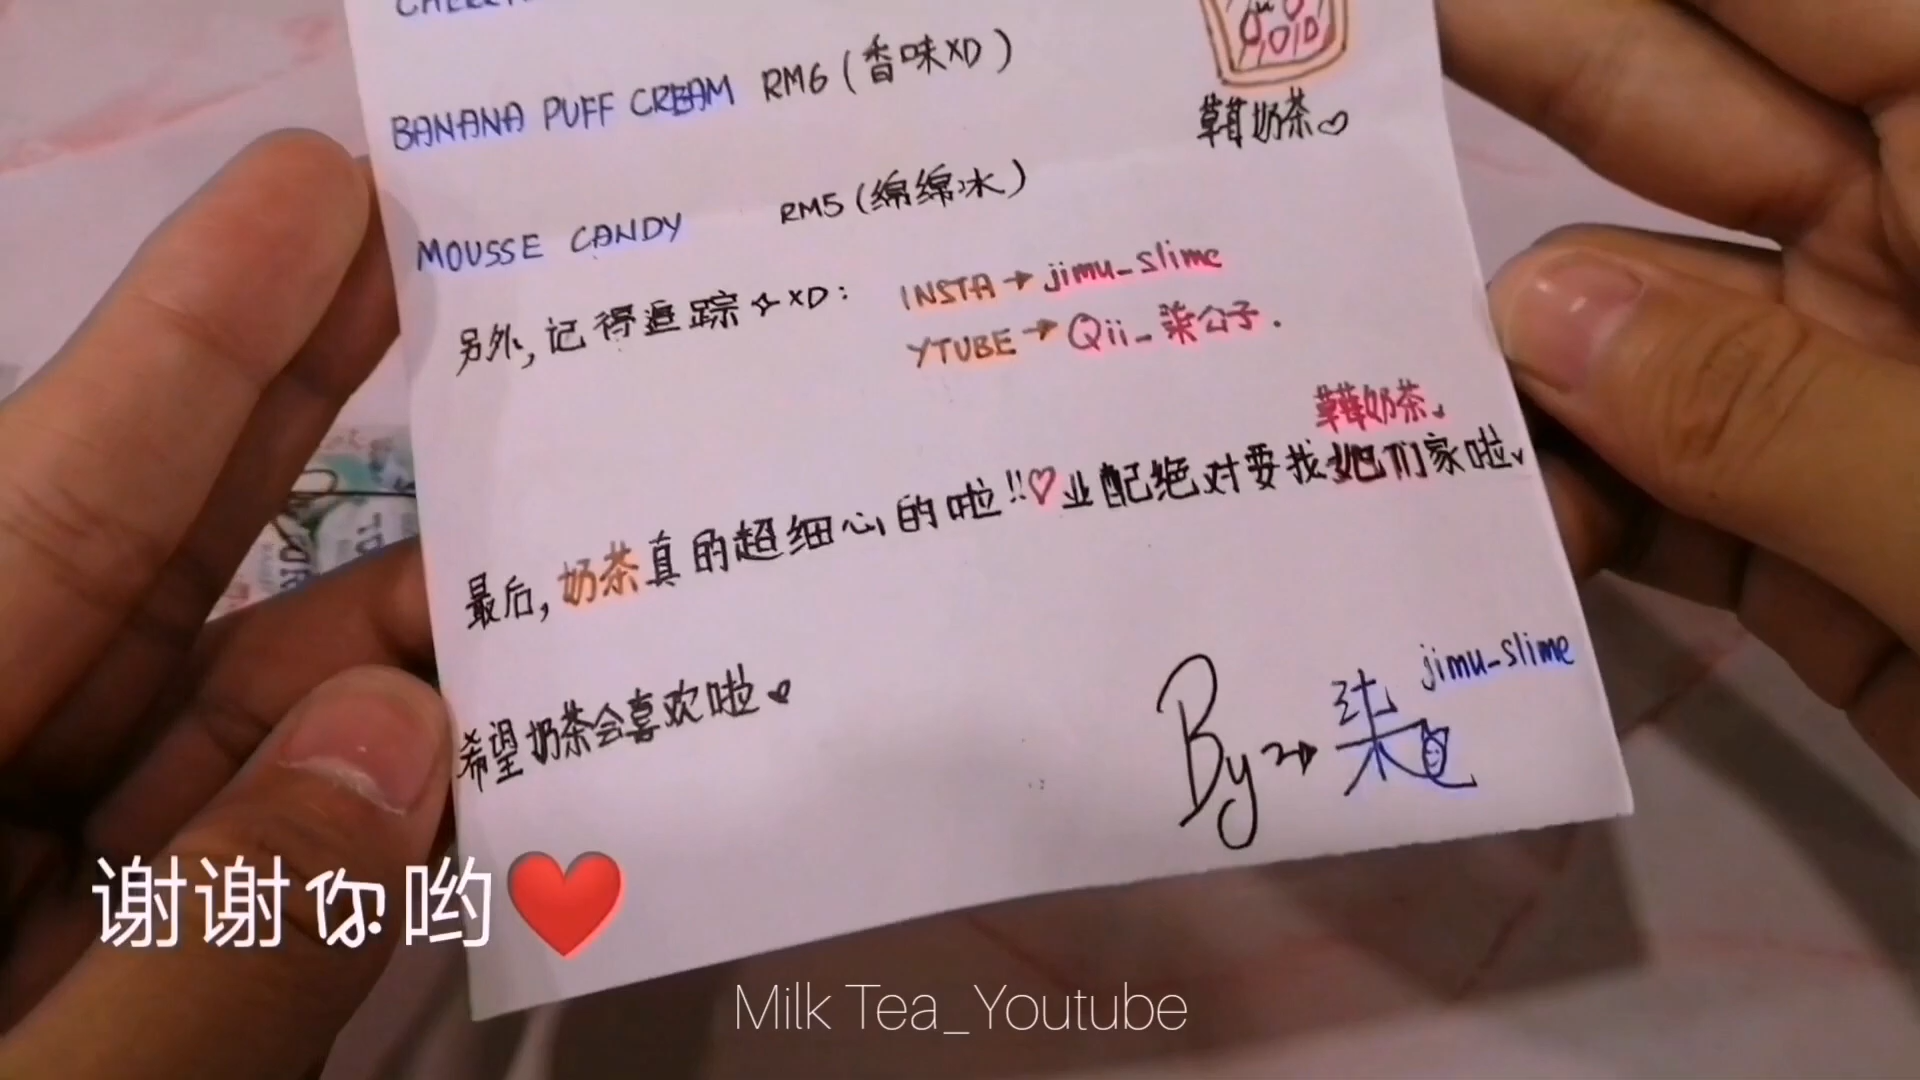 BANANA PUFF CREAM RM6 (香味XD)
草莓奶茶♡
MOUSSE CANDY RM5 (绵绵冰)
另外,记得追踪✧XD: INSTA→jimu_slime
YTUBE→Qii_柒公子.
草莓奶茶
最后,奶茶真的超细心的啦!!♡业配绝对要找她们家啦
希望奶茶会喜欢啦♥
By→柒 jimu_slime
谢谢你哟❤
Milk Tea_Youtube